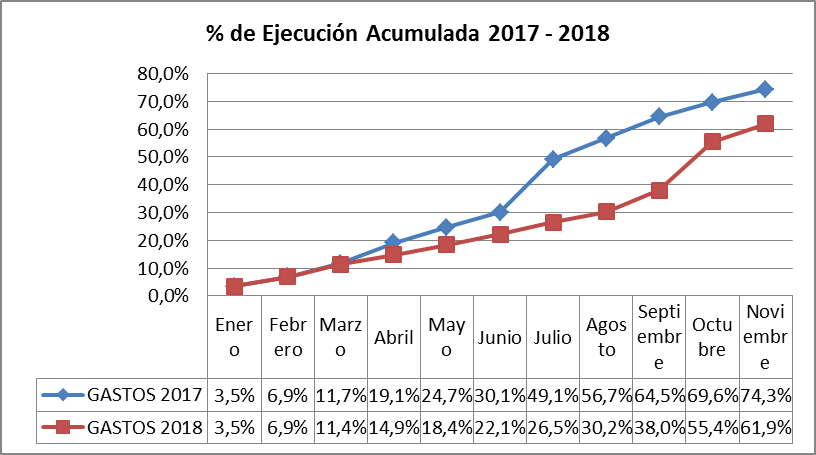 % de Ejecución Acumulada 2017 - 2018
80,0%
70,0%
60,0%
50,0%
40,0%
30,0%
20,0%
10,0%
0,0%
Ener Febr Marz Abril May Junio Julio Agos Septi Octu Novi
o rero o o to embr bre embr
e e
GASTOS 2017 3,5% 6,9% 11,7% 19,1% 24,7% 30,1% 49,1% 56,7% 64,5% 69,6% 74,3%
GASTOS 2018 3,5% 6,9% 11,4% 14,9% 18,4% 22,1% 26,5% 30,2% 38,0% 55,4% 61,9%